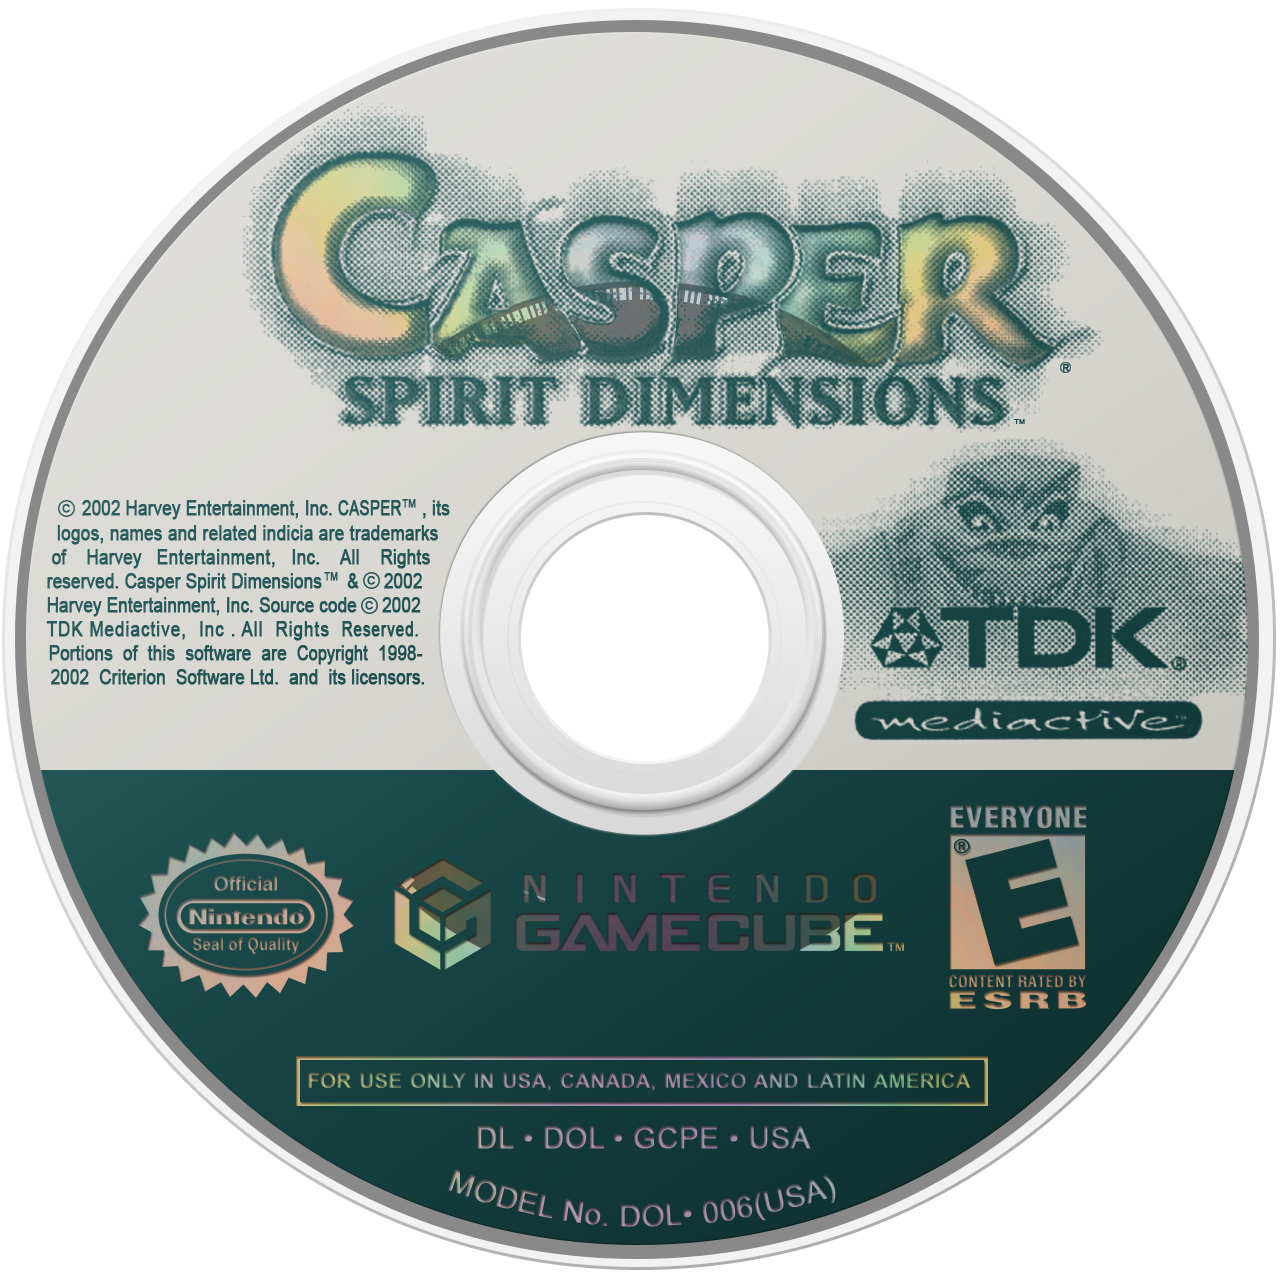 CASPER®
SPIRIT DIMENSIONS™
© 2002 Harvey Entertainment, Inc. CASPER™ , its
logos, names and related indicia are trademarks
of Harvey Entertainment, Inc. All Rights
reserved. Casper Spirit Dimensions™ & © 2002
Harvey Entertainment, Inc. Source code © 2002
TDK Mediactive, Inc . All Rights Reserved.
Portions of this software are Copyright 1998-
2002 Criterion Software Ltd. and its licensors.
TDK®
mediactive™
Official
Nintendo
Seal of Quality
NINTENDO
GAMECUBE™
EVERYONE
E®
CONTENT RATED BY
ESRB
FOR USE ONLY IN USA, CANADA, MEXICO AND LATIN AMERICA
DL • DOL • GCPE • USA
MODEL No. DOL• 006(USA)